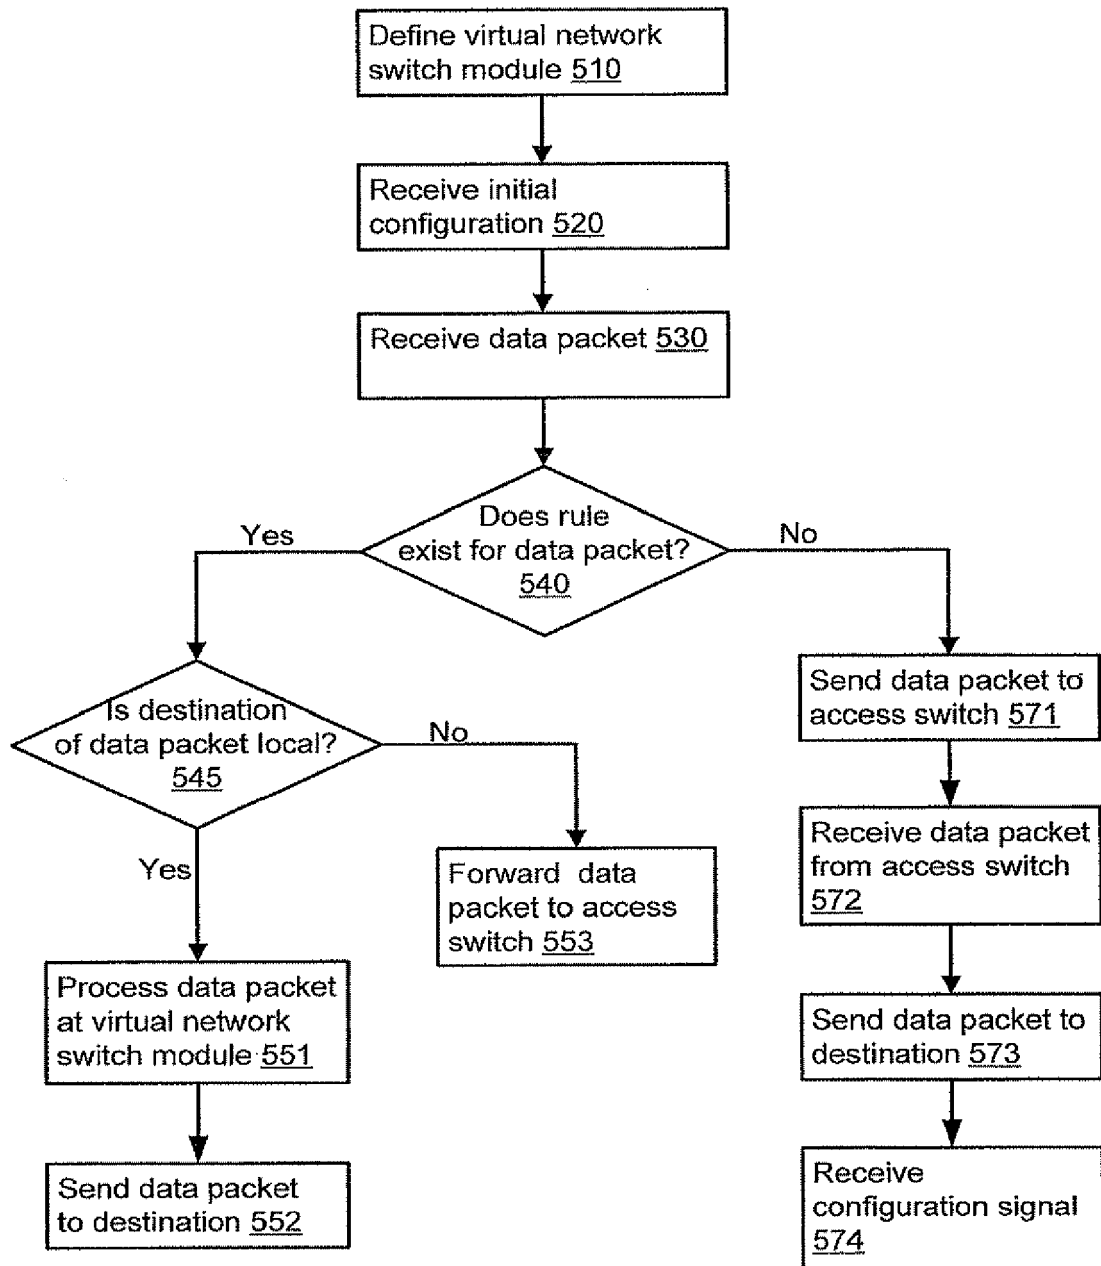 Define virtual network
switch module 510
Receive initial
configuration 520
Receive data packet 530
Does rule
exist for data packet?
540
Yes
No
Is destination
of data packet local?
545
No
Yes
Forward data
packet to access
switch 553
Process data packet
at virtual network
switch module 551
Send data packet
to destination 552
Send data packet to
access switch 571
Receive data packet
from access switch
572
Send data packet to
destination 573
Receive
configuration signal
574